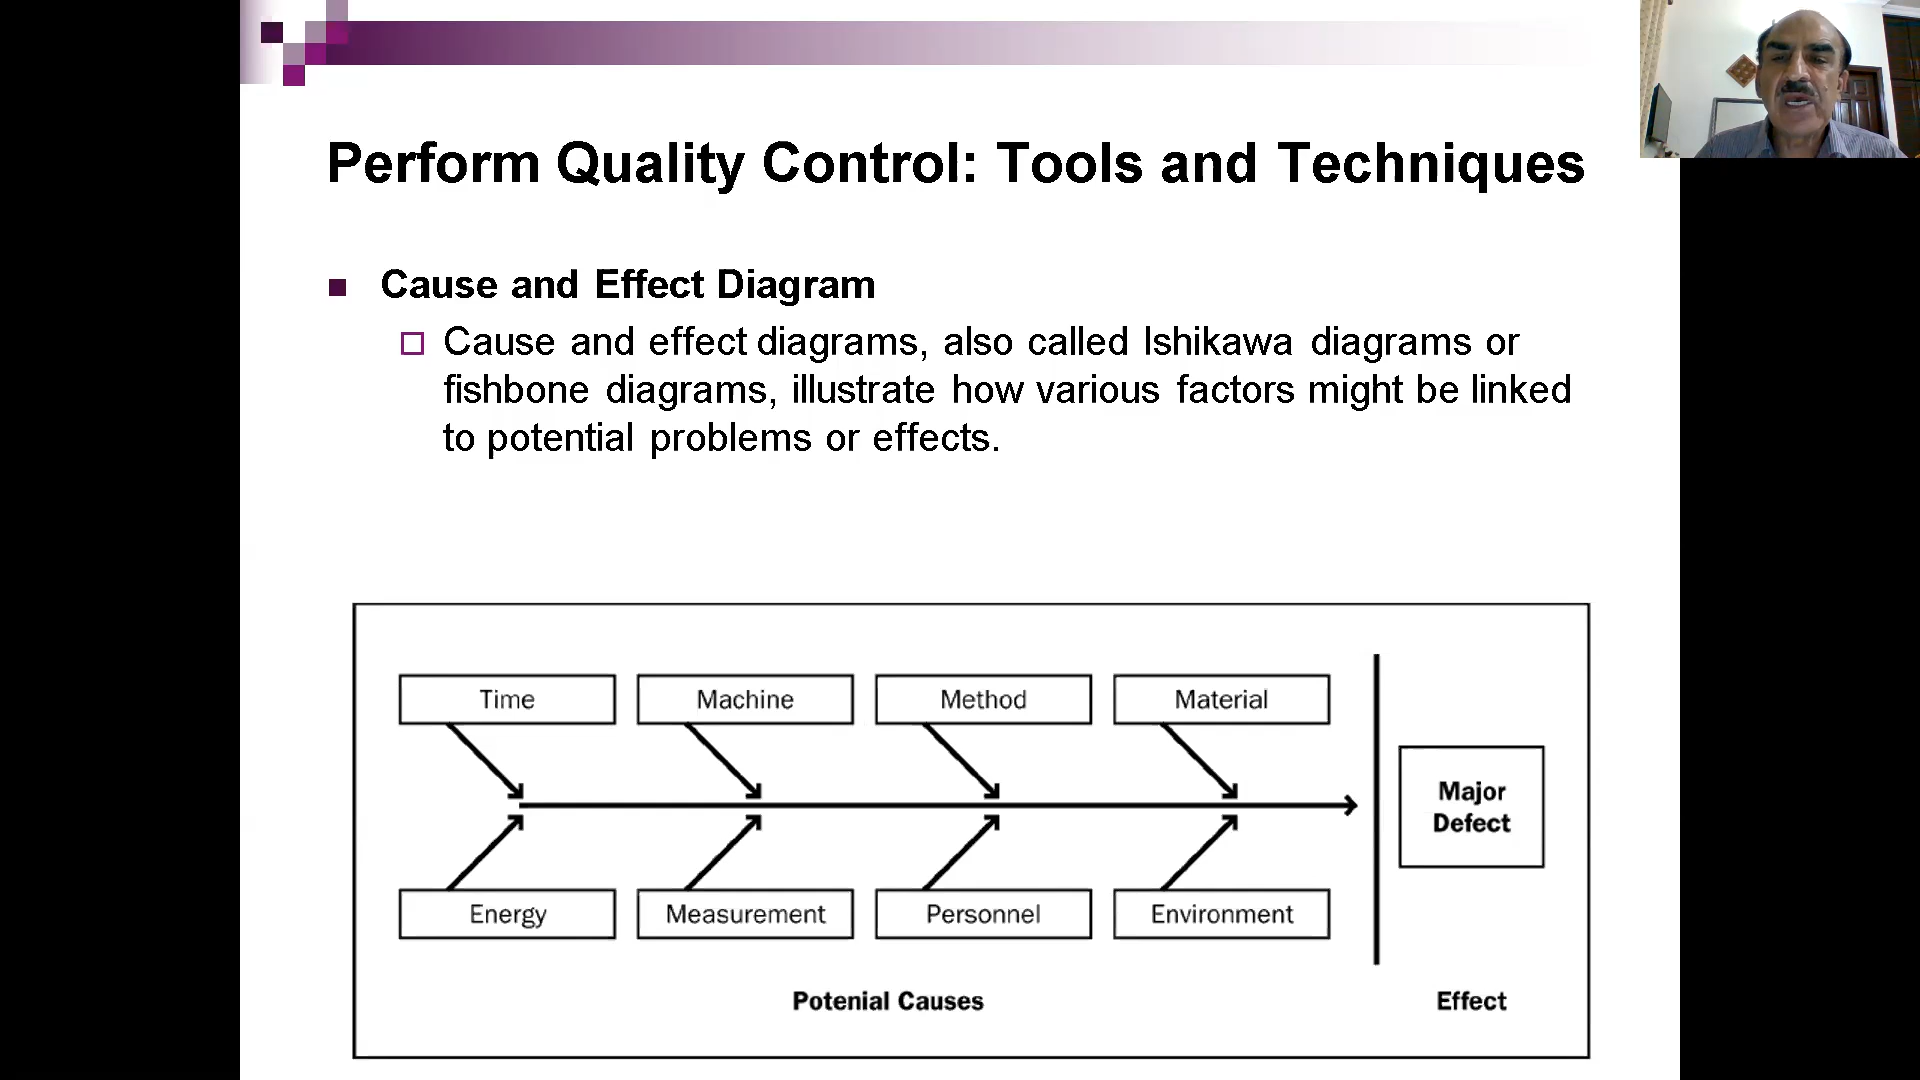 Perform Quality Control: Tools and Techniques
Cause and Effect Diagram
Cause and effect diagrams, also called Ishikawa diagrams or
fishbone diagrams, illustrate how various factors might be linked
to potential problems or effects.
Time Machine Method Material
Major
Defect
Energy Measurement Personnel Environment
Potenial Causes Effect